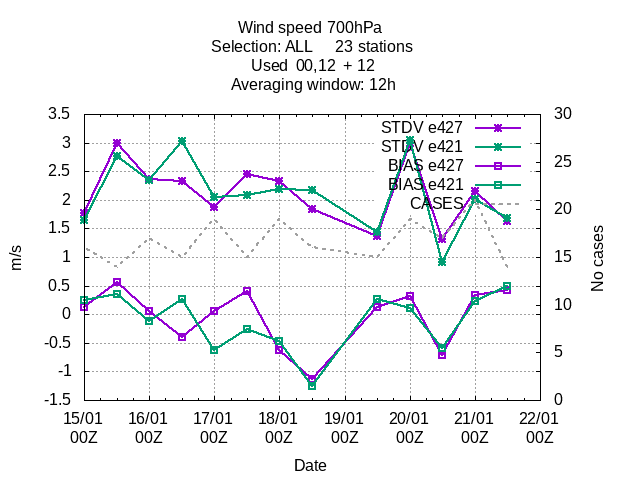 Wind speed 700hPa
Selection: ALL     23 stations
Used  00,12  + 12
Averaging window: 12h
3.5
3
2.5
2
1.5
1
0.5
0
-0.5
-1
-1.5
m/s
30
25
20
15
10
5
0
No cases
STDV e427
STDV e421
BIAS e427
BIAS e421
CASES
15/01 16/01 17/01 18/01 19/01 20/01 21/01 22/01
00Z 00Z 00Z 00Z 00Z 00Z 00Z 00Z
Date